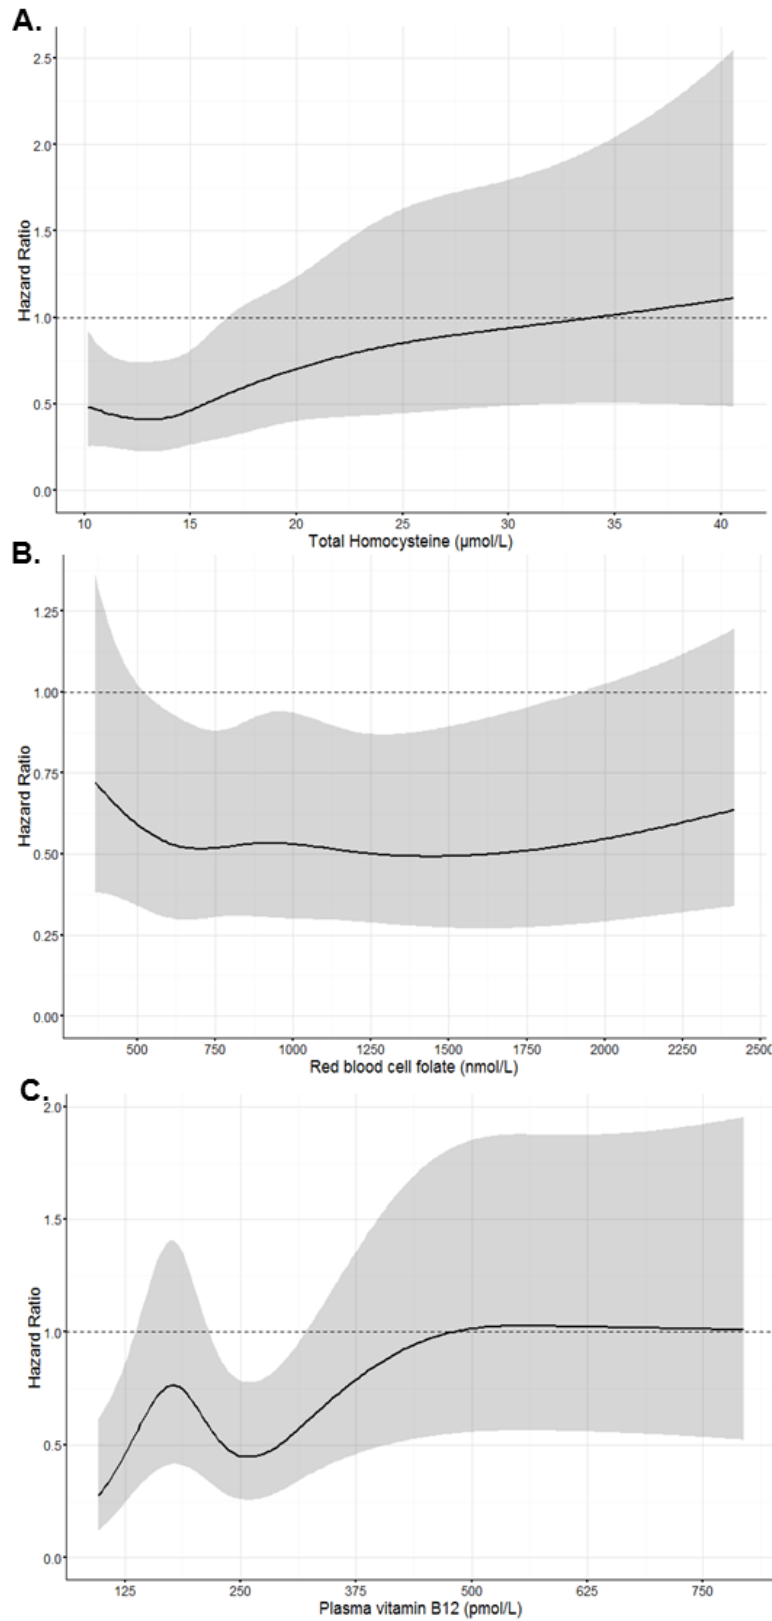 A.
2.5
2.0
1.5
1.0
0.5
0.0
Hazard Ratio
10 15 20 25 30 35 40
Total Homocysteine (µmol/L)
B.
1.25
1.00
0.75
0.50
0.25
0.00
Hazard Ratio
500 750 1000 1250 1500 1750 2000 2250 2500
Red blood cell folate (nmol/L)
C.
2.0
1.5
1.0
0.5
0.0
Hazard Ratio
125 250 375 500 625 750
Plasma vitamin B12 (pmol/L)